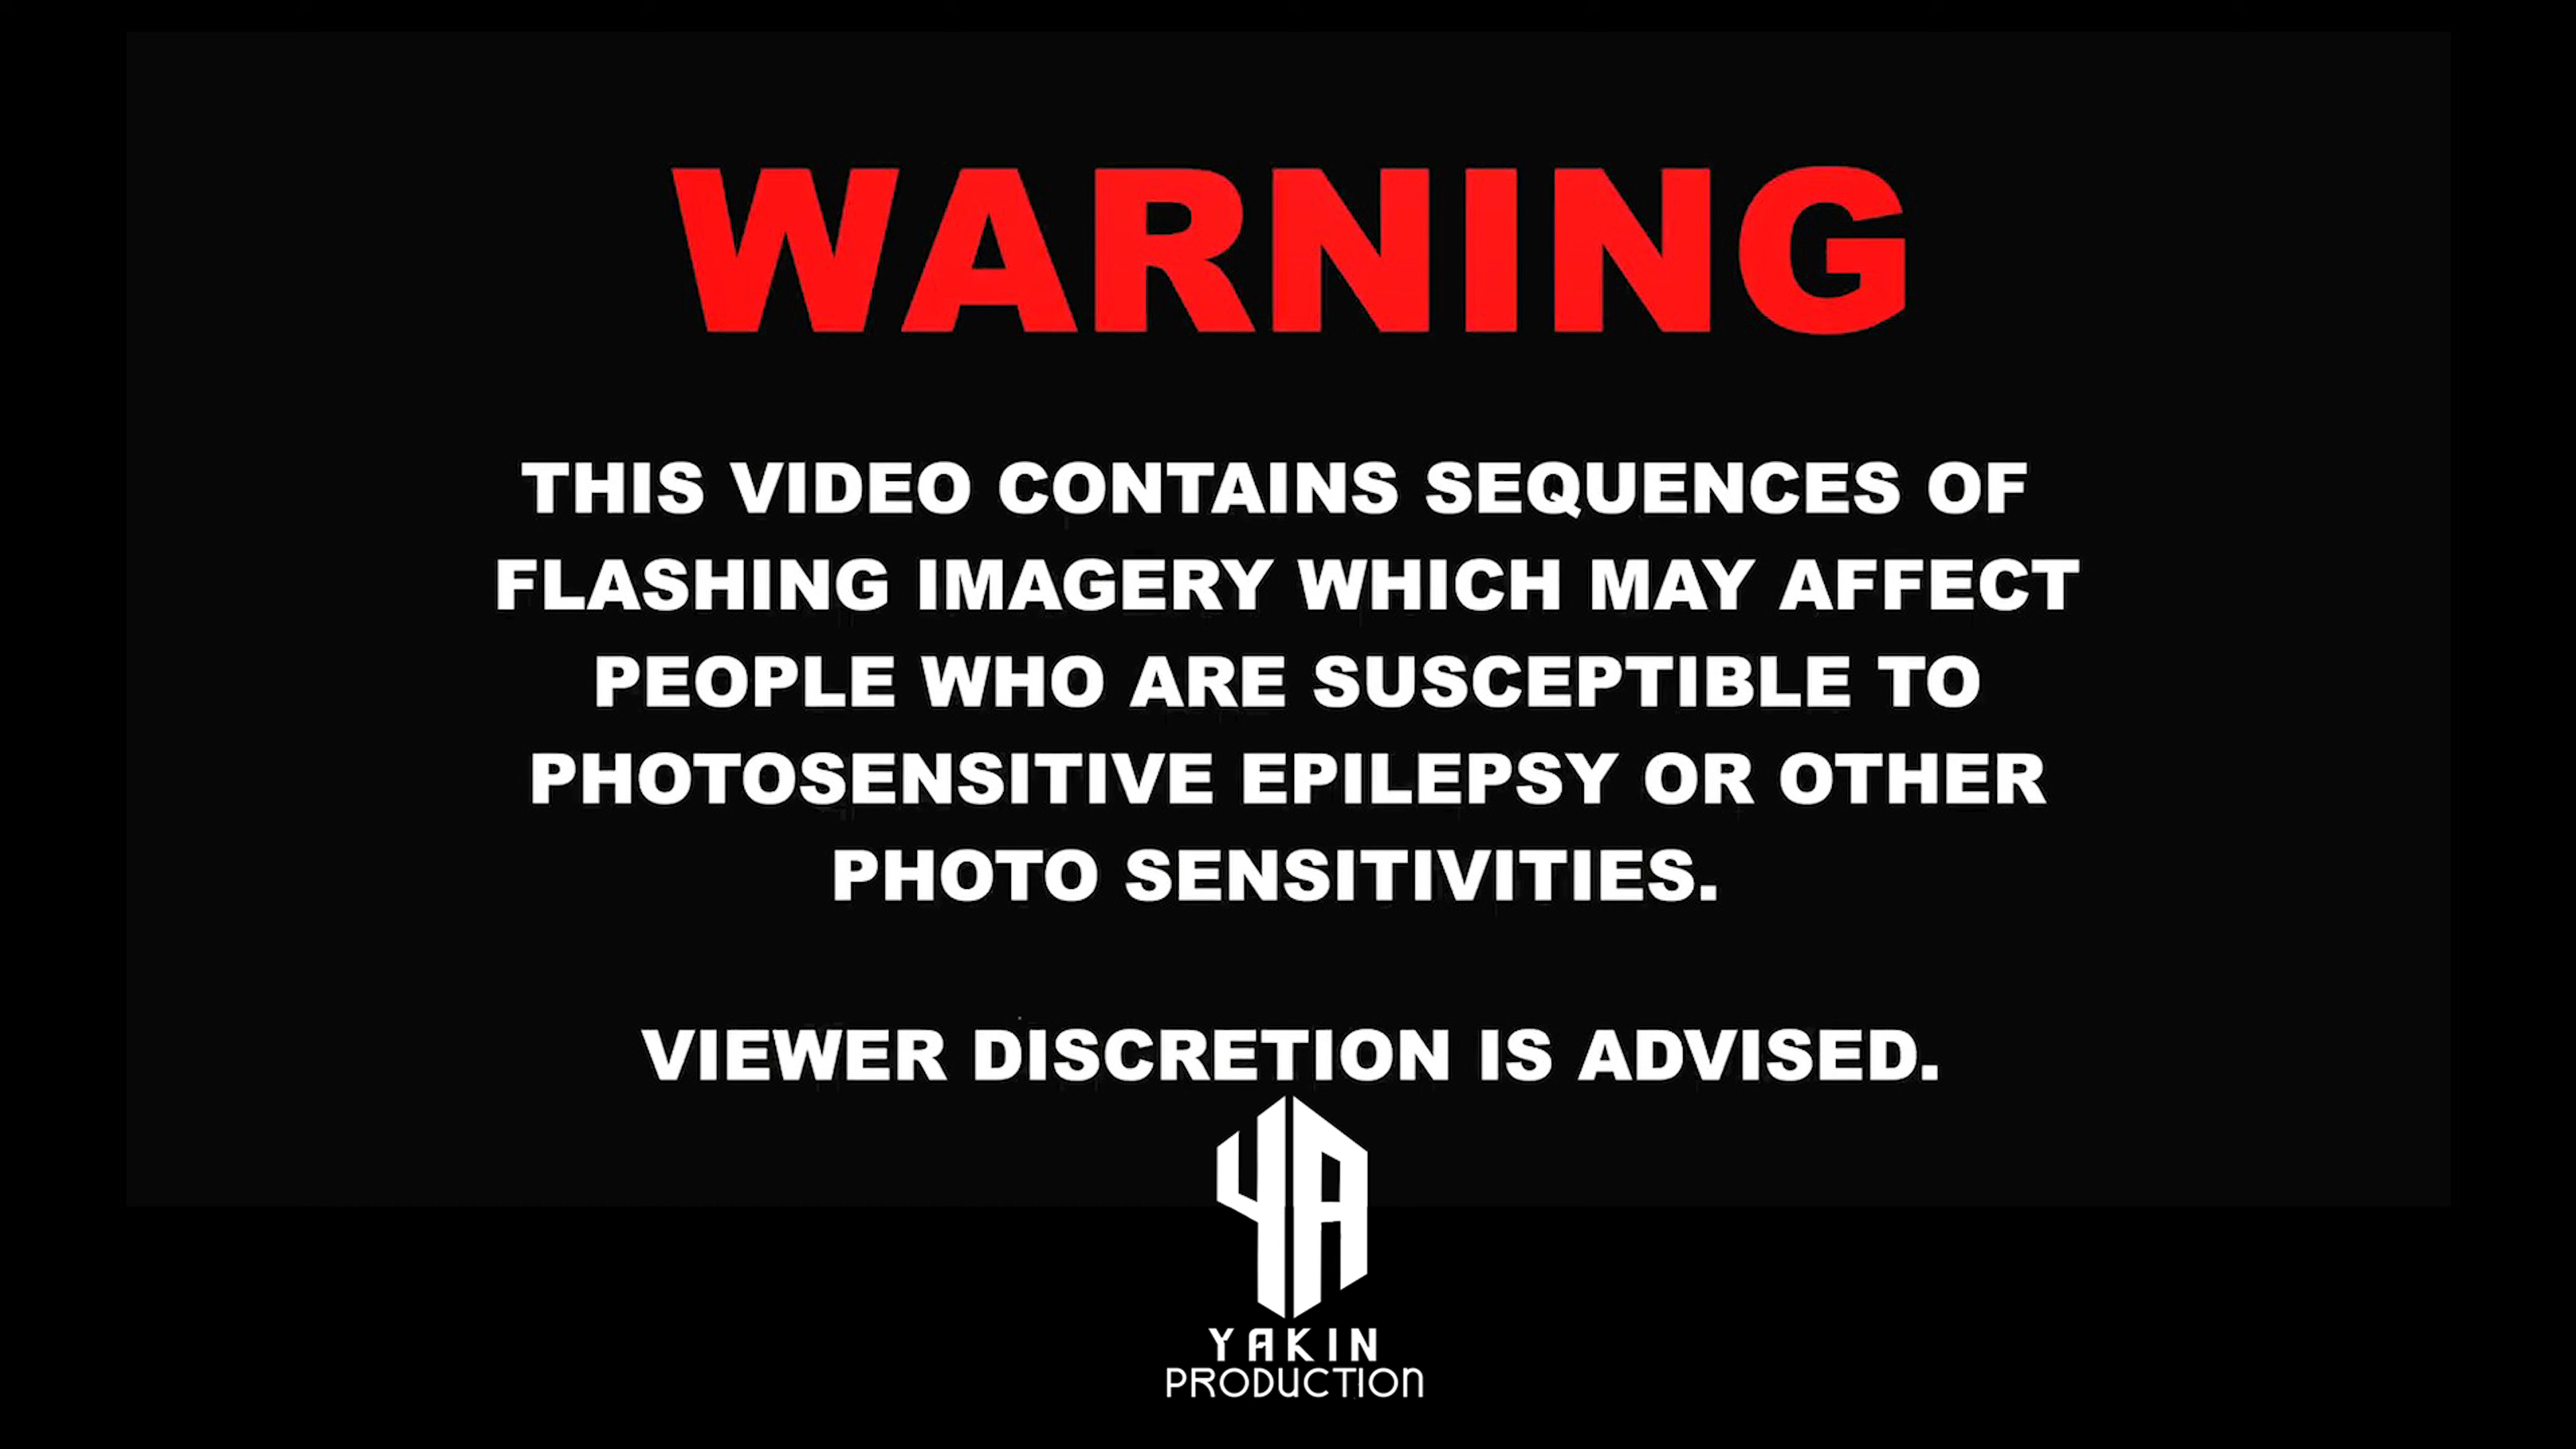 WARNING
THIS VIDEO CONTAINS SEQUENCES OF
FLASHING IMAGERY WHICH MAY AFFECT
PEOPLE WHO ARE SUSCEPTIBLE TO
PHOTOSENSITIVE EPILEPSY OR OTHER
PHOTO SENSITIVITIES.
VIEWER DISCRETION IS ADVISED.
YA
YAKIN
PRODUCTION